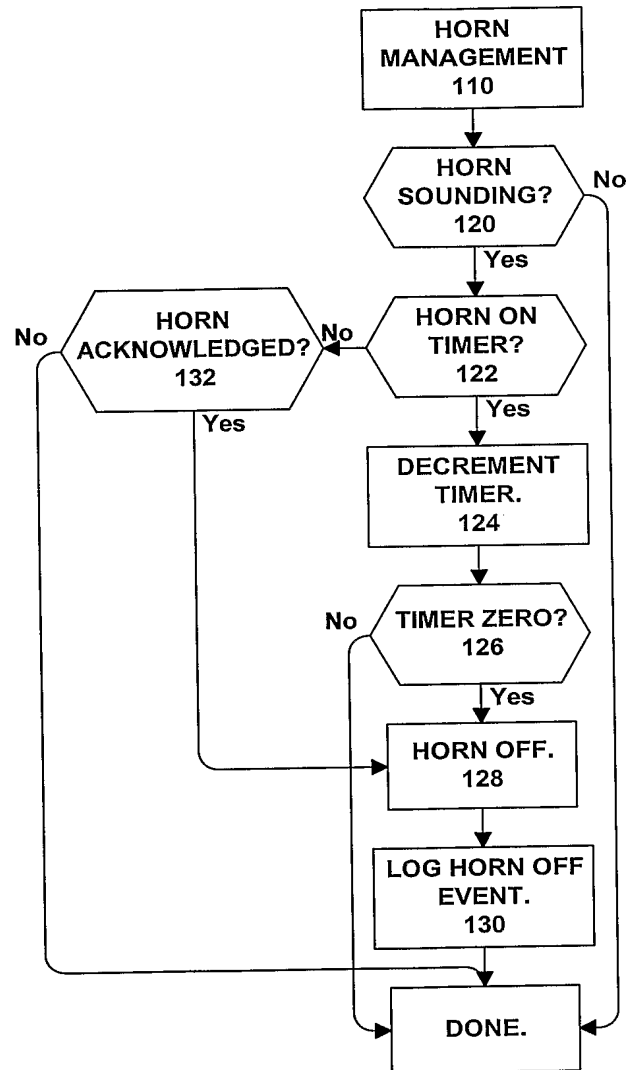 HORN
MANAGEMENT
110
HORN
SOUNDING?
120
No
Yes
No
HORN
ACKNOWLEDGED?
132
No
HORN ON
TIMER?
122
Yes
Yes
DECREMENT
TIMER.
124
No
TIMER ZERO?
126
Yes
HORN OFF.
128
LOG HORN OFF
EVENT.
130
DONE.